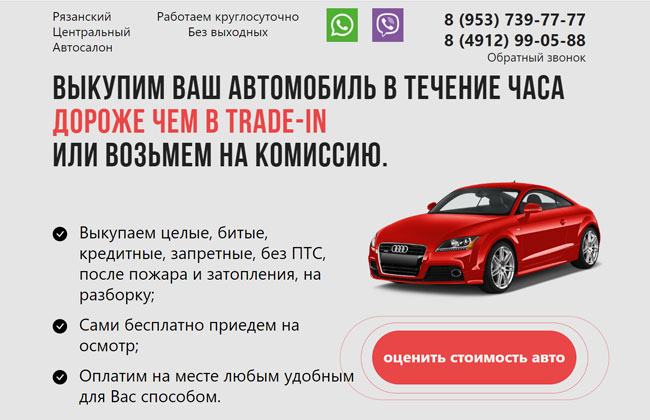 Рязанский
Центральный
Автосалон
Работаем круглосуточно
Без выходных
8 (953) 739-77-77
8 (4912) 99-05-88
Обратный звонок
ВЫКУПИМ ВАШ АВТОМОБИЛЬ В ТЕЧЕНИЕ ЧАСА
ДОРОЖЕ ЧЕМ В TRADE-IN
ИЛИ ВОЗЬМЕМ НА КОМИССИЮ.
Выкупаем целые, битые,
кредитные, запретные, без ПТС,
после пожара и затопления, на
разборку;
Сами бесплатно приедем на
осмотр;
Оплатим на месте любым удобным
для Вас способом.
оценить стоимость авто